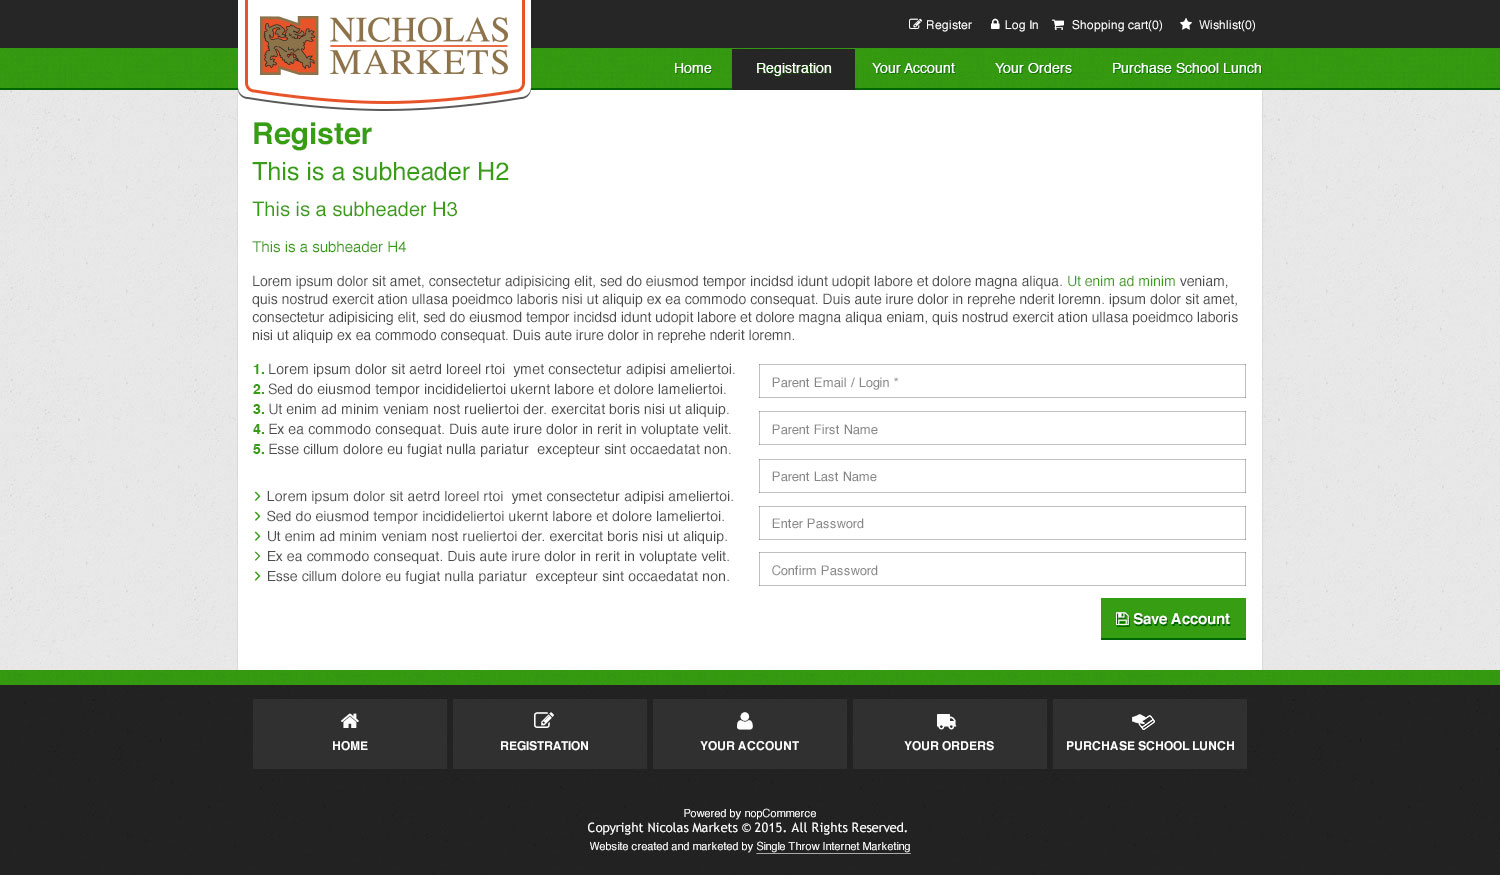 NICHOLAS
MARKETS
Register Log In Shopping cart(0) Wishlist(0)
Home Registration Your Account Your Orders Purchase School Lunch
Register
This is a subheader H2
This is a subheader H3
This is a subheader H4
Lorem ipsum dolor sit amet, consectetur adipisicing elit, sed do eiusmod tempor incidsd idunt udopit labore et dolore magna aliqua. Ut enim ad minim veniam,
quis nostrud exercit ation ullasa poeidmco laboris nisi ut aliquip ex ea commodo consequat. Duis aute irure dolor in reprehe nderit loremn. ipsum dolor sit amet,
consectetur adipisicing elit, sed do eiusmod tempor incidsd idunt udopit labore et dolore magna aliqua eniam, quis nostrud exercit ation ullasa poeidmco laboris
nisi ut aliquip ex ea commodo consequat. Duis aute irure dolor in reprehe nderit loremn.
1. Lorem ipsum dolor sit aetrd loreel rtoi ymet consectetur adipisi ameliertoi.
2. Sed do eiusmod tempor incidideliertoi ukernt labore et dolore lameliertoi.
3. Ut enim ad minim veniam nost rueliertoi der. exercitat boris nisi ut aliquip.
4. Ex ea commodo consequat. Duis aute irure dolor in rerit in voluptate velit.
5. Esse cillum dolore eu fugiat nulla pariatur excepteur sint occaedatat non.
Lorem ipsum dolor sit aetrd loreel rtoi ymet consectetur adipisi ameliertoi.
Sed do eiusmod tempor incidideliertoi ukernt labore et dolore lameliertoi.
Ut enim ad minim veniam nost rueliertoi der. exercitat boris nisi ut aliquip.
Ex ea commodo consequat. Duis aute irure dolor in rerit in voluptate velit.
Esse cillum dolore eu fugiat nulla pariatur excepteur sint occaedatat non.
Parent Email / Login *
Parent First Name
Parent Last Name
Enter Password
Confirm Password
Save Account
HOME REGISTRATION YOUR ACCOUNT YOUR ORDERS PURCHASE SCHOOL LUNCH
Powered by nopCommerce
Copyright Nicolas Markets © 2015. All Rights Reserved.
Website created and marketed by Single Throw Internet Marketing